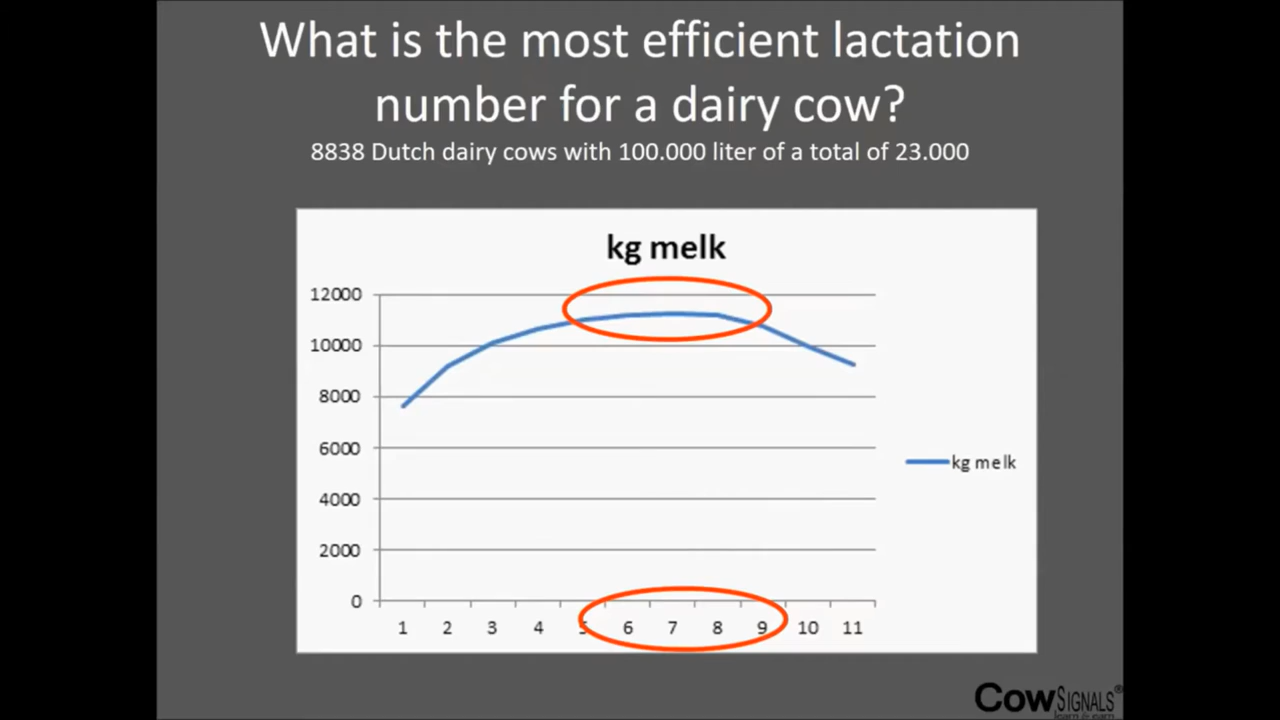 What is the most efficient lactation
number for a dairy cow?
8838 Dutch dairy cows with 100.000 liter of a total of 23.000
kg melk
12000
10000
8000
6000
4000
2000
0
1 2 3 4 5 6 7 8 9 10 11
kg melk
CowSignals®
learn & earn